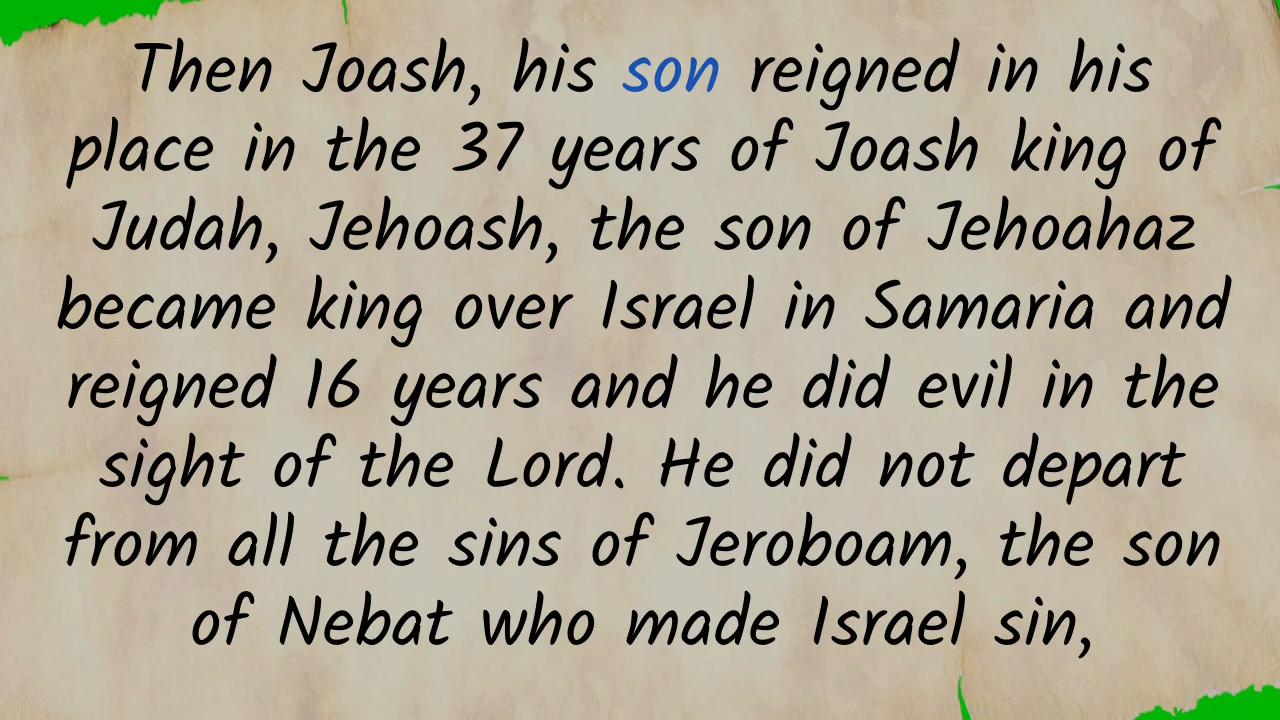 Then Joash, his son reigned in his
place in the 37 years of Joash king of
Judah, Jehoash, the son of Jehoahaz
became king over Israel in Samaria and
reigned 16 years and he did evil in the
sight of the Lord. He did not depart
from all the sins of Jeroboam, the son
of Nebat who made Israel sin,